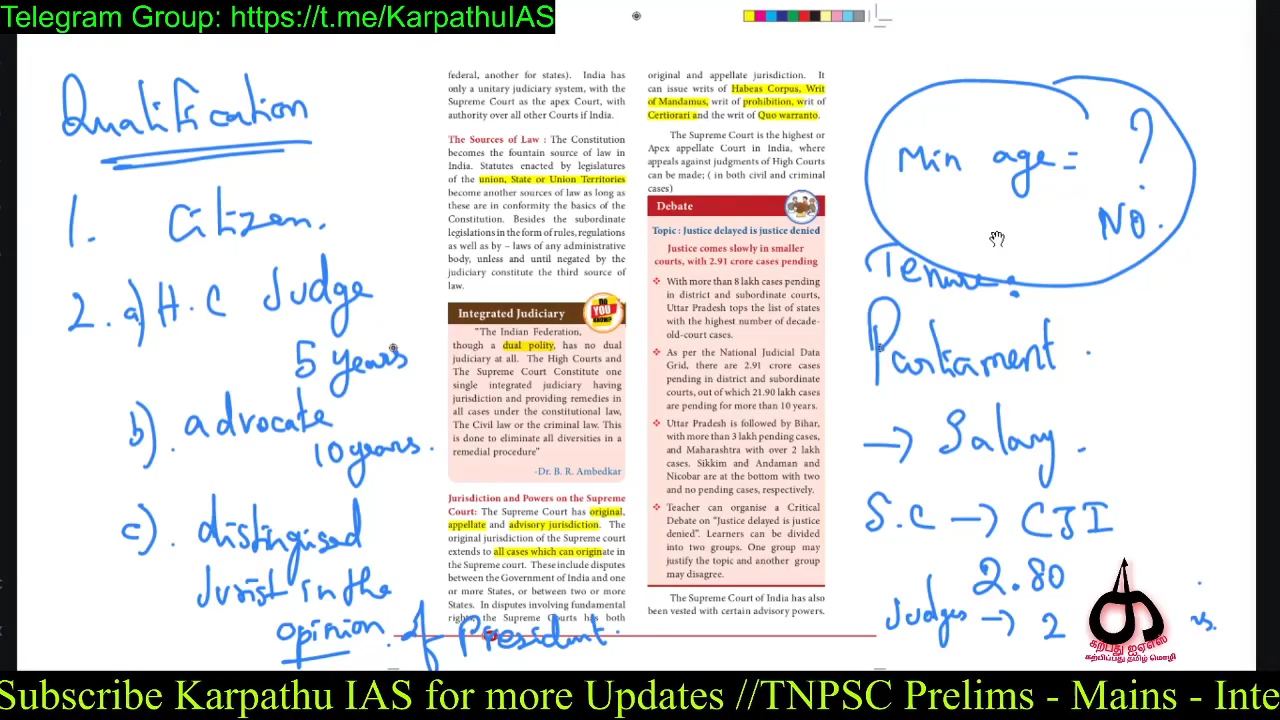 Telegram Group: https://t.me/KarpathuIAS
Qualification
1. Citizen.
2. a) H.C Judge
5 years
b). advocate
10 years.
c). distingised
Jurist in the
opinion of President.
federal, another for states). India has
only a unitary judiciary system, with the
Supreme Court as the apex Court, with
authority over all other Courts if India.
The Sources of Law : The Constitution
becomes the fountain source of law in
India. Statutes enacted by legislatures
of the union, State or Union Territories
become another sources of law as long as
these are in conformity the basics of the
Constitution. Besides the subordinate
legislations in the form of rules, regulations
as well as by – laws of any administrative
body, unless and until negated by the
judiciary constitute the third source of
law.
Integrated Judiciary
DO YOU KNOW?
"The Indian Federation,
though a dual polity, has no dual
judiciary at all. The High Courts and
The Supreme Court Constitute one
single integrated judiciary having
jurisdiction and providing remedies in
all cases under the constitutional law,
The Civil law or the criminal law. This
is done to eliminate all diversities in a
remedial procedure"
-Dr. B. R. Ambedkar
Jurisdiction and Powers on the Supreme
Court: The Supreme Court has original,
appellate and advisory jurisdiction. The
original jurisdiction of the Supreme court
extends to all cases which can originate in
the supreme court. These include disputes
between the Government of India and one
or more States, or between two or more
States. In disputes involving fundamental
rights, the Supreme Courts has both
original and appellate jurisdiction. It
can issue writs of Habeas Corpus, Writ
of Mandamus, writ of prohibition, writ of
Certiorari and the writ of Quo warranto.
The Supreme Court is the highest or
Apex appellate Court in India, where
appeals against judgments of High Courts
can be made; ( in both civil and criminal
cases)
Debate
Topic : Justice delayed is justice denied
Justice comes slowly in smaller
courts, with 2.91 crore cases pending
❖ With more than 8 lakh cases pending
in district and subordinate courts,
Uttar Pradesh tops the list of states
with the highest number of decade-
old-court cases.
❖ As per the National Judicial Data
Grid, there are 2.91 crore cases
pending in district and subordinate
courts, out of which 21.90 lakh cases
are pending for more than 10 years.
❖ Uttar Pradesh is followed by Bihar,
with more than 3 lakh pending cases,
and Maharashtra with over 2 lakh
cases. Sikkim and Andaman and
Nicobar are at the bottom with two
and no pending cases, respectively.
❖ Teacher can organise a Critical
Debate on "Justice delayed is justice
denied". Learners can be divided
into two groups. One group may
justify the topic and another group
may disagree.
The Supreme Court of India has also
been vested with certain advisory powers.
Min age = ?
No.
Tenure:
Parliament.
→ Salary.
S.C → CJI
2.80
Judges → 2
கற்பது ஐஏஎஸ்
கற்பிப்பது தமிழ் மொழி
Subscribe Karpathu IAS for more Updates //TNPSC Prelims - Mains - Inte